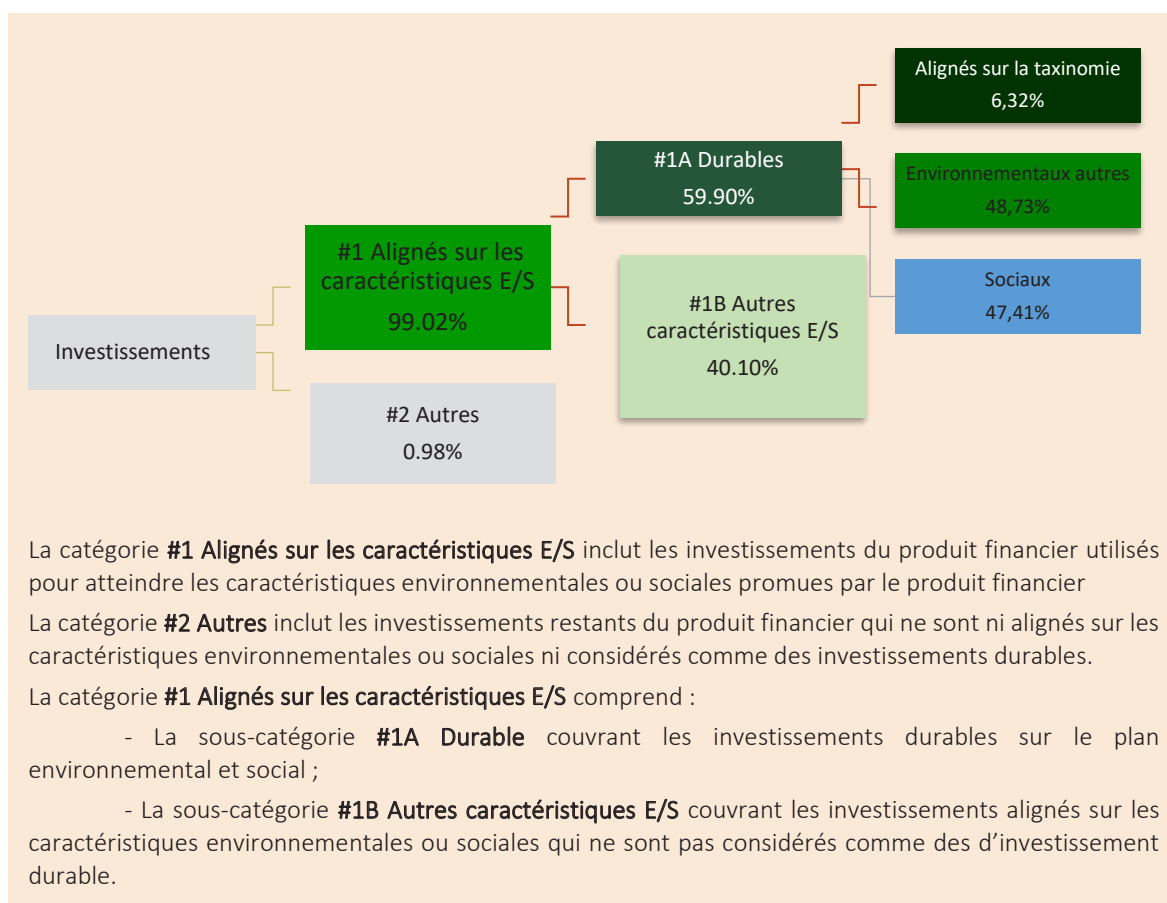 Alignés sur la taxinomie
6,32%
#1A Durables
59.90%
Environnementaux autres
48,73%
#1 Alignés sur les
caractéristiques E/S
99.02%
#1B Autres
caractéristiques E/S
40.10%
Sociaux
47,41%
Investissements
#2 Autres
0.98%
La catégorie #1 Alignés sur les caractéristiques E/S inclut les investissements du produit financier utilisés
pour atteindre les caractéristiques environnementales ou sociales promues par le produit financier
La catégorie #2 Autres inclut les investissements restants du produit financier qui ne sont ni alignés sur les
caractéristiques environnementales ou sociales ni considérés comme des investissements durables.
La catégorie #1 Alignés sur les caractéristiques E/S comprend :
- La sous-catégorie #1A Durable couvrant les investissements durables sur le plan
environnemental et social ;
- La sous-catégorie #1B Autres caractéristiques E/S couvrant les investissements alignés sur les
caractéristiques environnementales ou sociales qui ne sont pas considérés comme des d’investissement
durable.